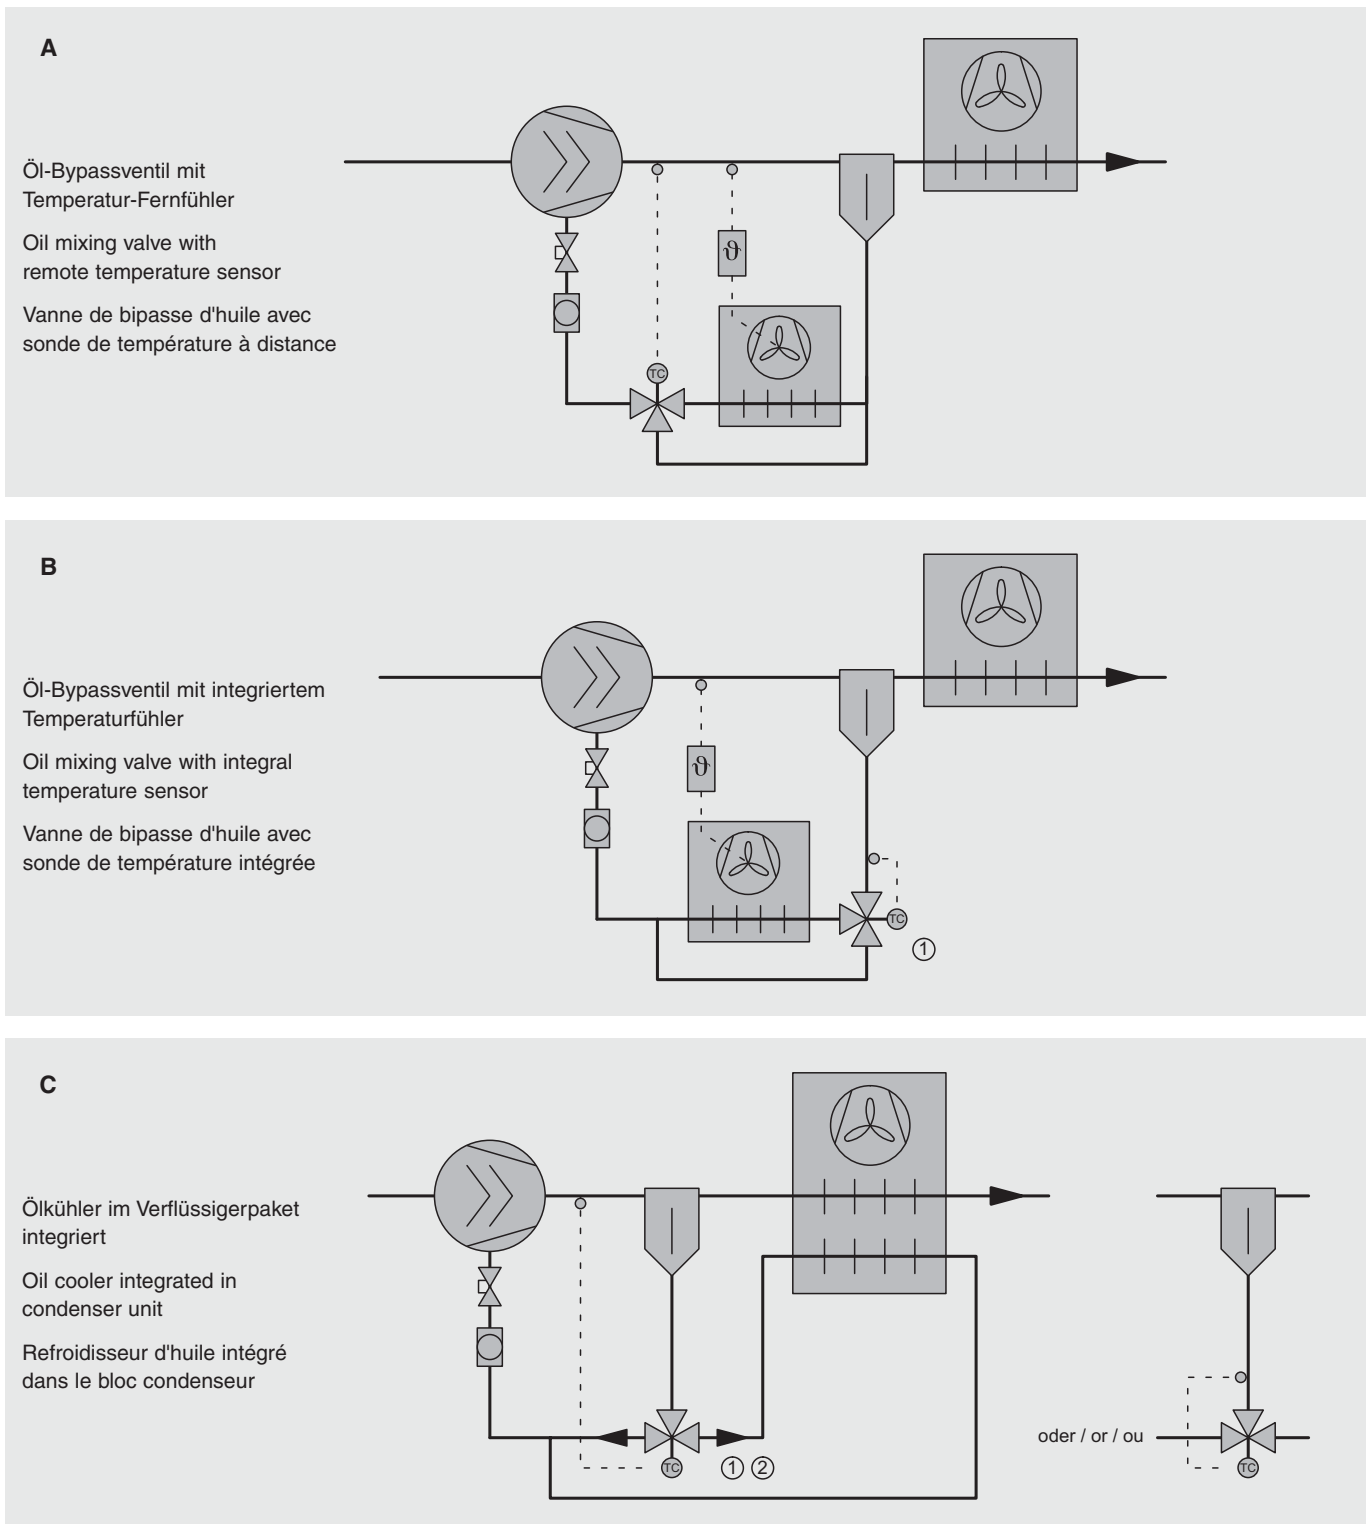 A
Öl-Bypassventil mit
Temperatur-Fernfühler
Oil mixing valve with
remote temperature sensor
Vanne de bipasse d'huile avec
sonde de température à distance
ϑ
TC
B
Öl-Bypassventil mit integriertem
Temperaturfühler
Oil mixing valve with integral
temperature sensor
Vanne de bipasse d'huile avec
sonde de température intégrée
ϑ
TC
①
C
Ölkühler im Verflüssigerpaket
integriert
Oil cooler integrated in
condenser unit
Refroidisseur d'huile intégré
dans le bloc condenseur
TC
① ②
oder / or / ou
TC